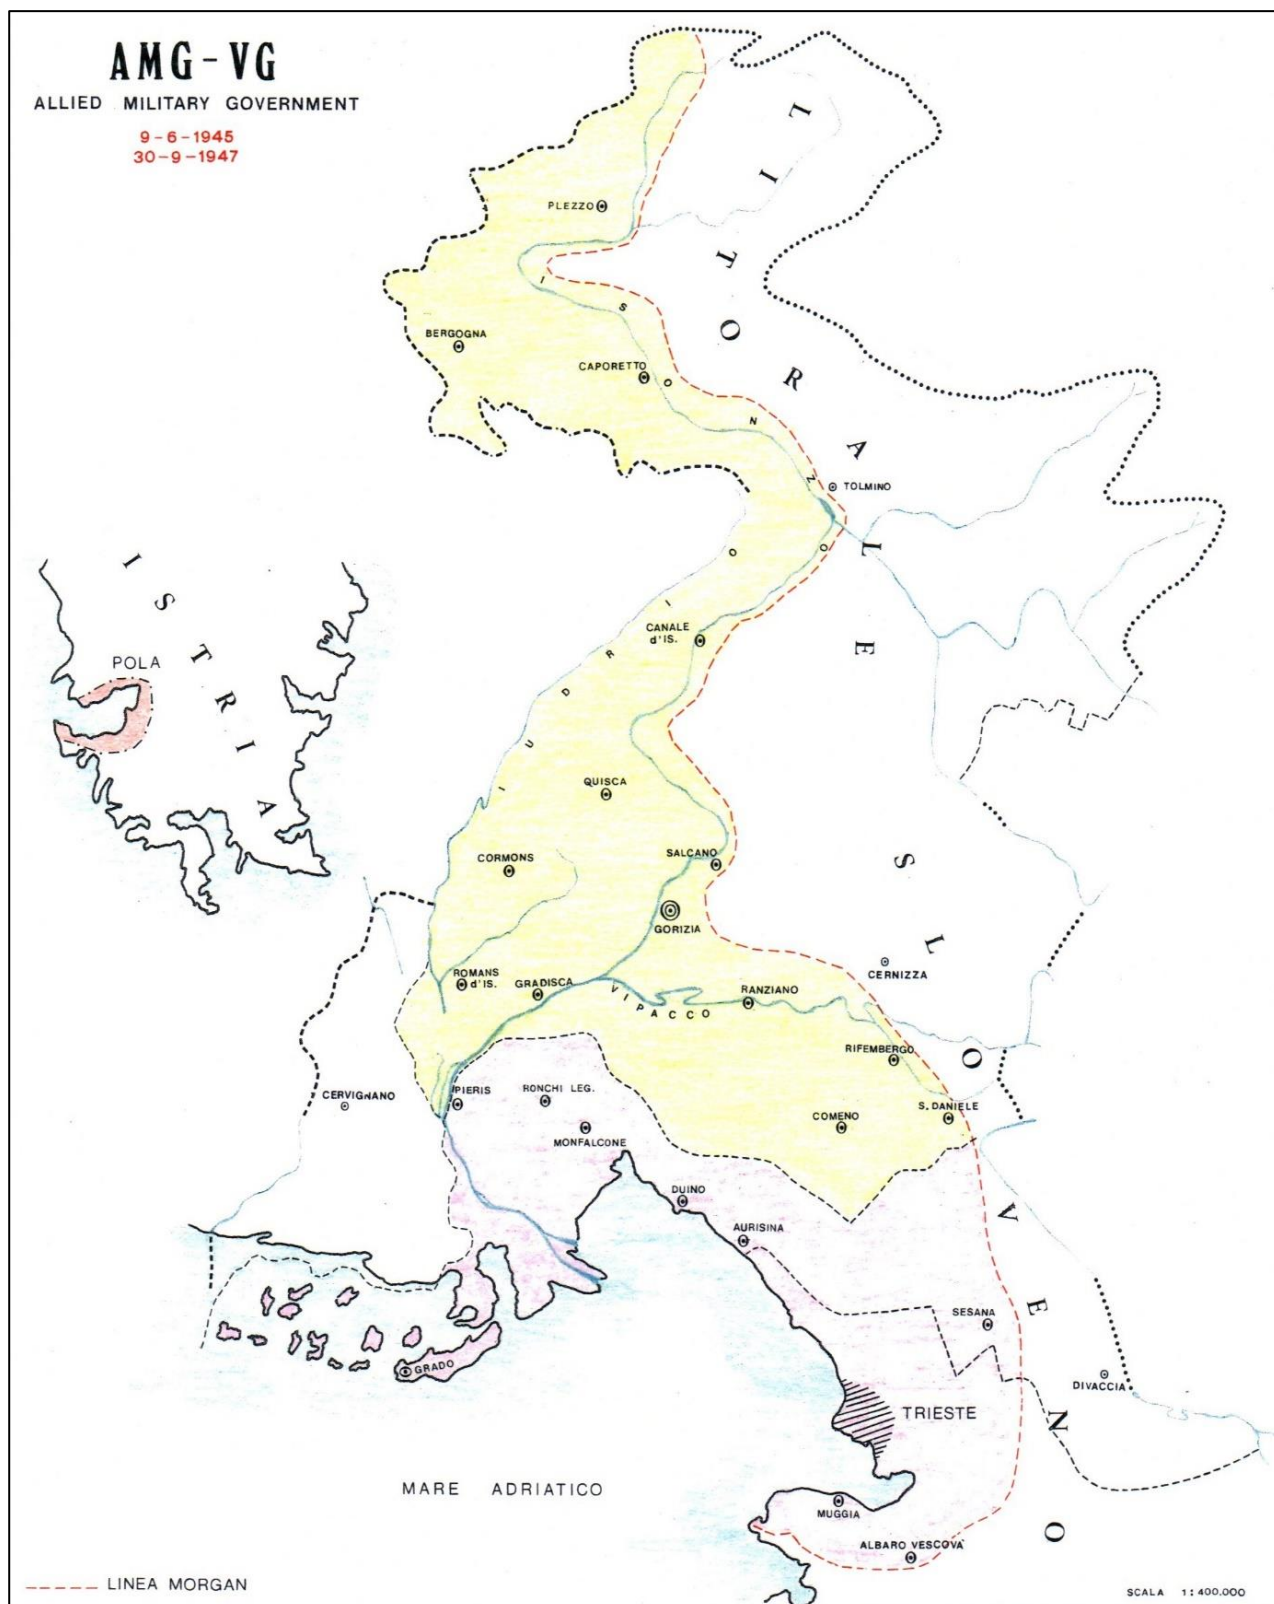 AMG-VG
ALLIED MILITARY GOVERNMENT
9-6-1945
30-9-1947
LITORALE SLOVENO
PLEZZO
ISONZO
BERGOGNA
CAPORETTO
TOLMINO
ISTRIA
POLA
IUDRIO
CANALE
d'IS.
QUISCA
CORMONS
SALCANO
GORIZIA
CERNIZZA
ROMANS
d'IS.
GRADISCA
VIPACCO
RANZIANO
RIFEMBERGO
CERVIGNANO
PIERIS
RONCHI LEG.
MONFALCONE
COMENO
S. DANIELE
DUINO
AURISINA
SESANA
GRADO
DIVACCIA
TRIESTE
MARE ADRIATICO
MUGGIA
ALBARO VESCOVA'
LINEA MORGAN
SCALA 1:400.000